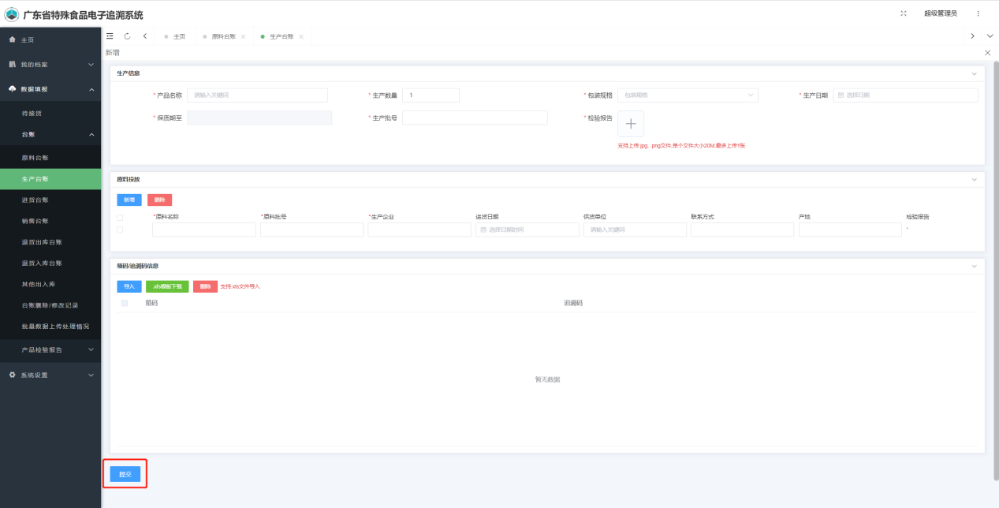 广东省特殊食品电子追溯系统
超级管理员
主页
我的档案
数据填报
待接货
台账
原料台账
生产台账
进货台账
销售台账
退货出库台账
退货入库台账
其他出入库
台账删除/修改记录
批量数据上传处理情况
产品检验报告
系统设置
主页 原料台账 生产台账
新增
生产信息
*产品名称 请输入关键词 *生产数量 1 *包装规格 包装规格 *生产日期 选择日期
*保质期至 *生产批号 *检验报告
支持上传.jpg, .png文件,单个文件大小20M,最多上传1张
原料投放
新增 删除
*原料名称 *原料批号 *生产企业 进货日期 供货单位 联系方式 产地 检验报告
选择日期时间 请输入关键词 -
箱码/追溯码信息
导入 .xls模板下载 删除 支持.xls文件导入
箱码 追溯码
暂无数据
提交